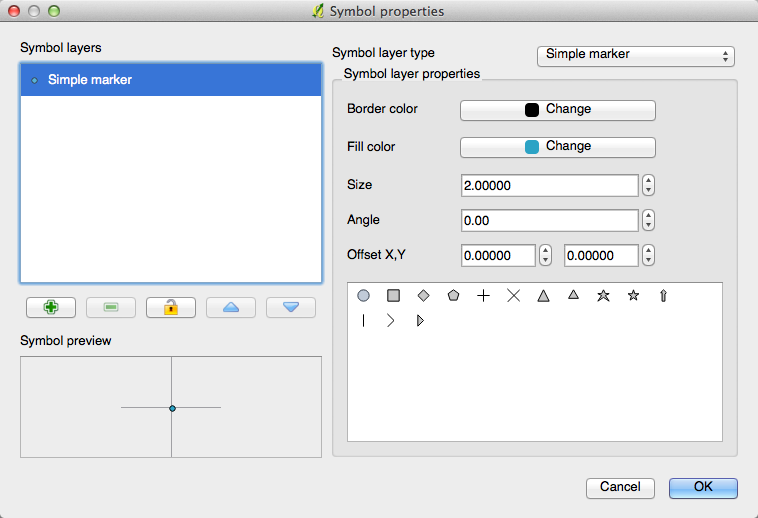 Symbol properties
Symbol layers
Simple marker
Symbol layer type
Simple marker
Symbol layer properties
Border color
Change
Fill color
Change
Size
2.00000
Angle
0.00
Offset X,Y
0.00000
0.00000
Symbol preview
Cancel
OK